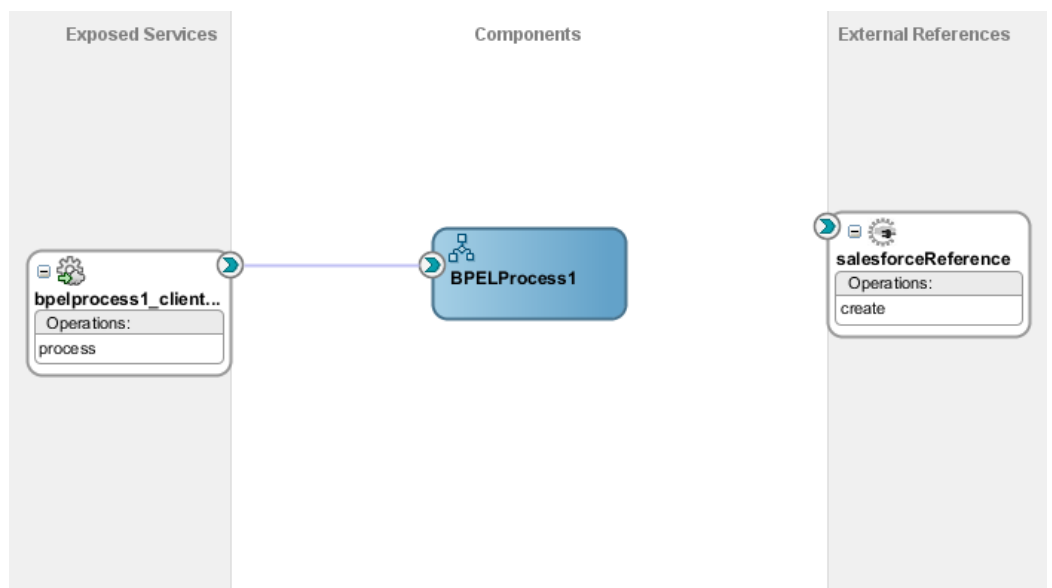 Exposed Services
Components
External References
bpelprocess1_client...
Operations:
process
BPELProcess1
salesforceReference
Operations:
create